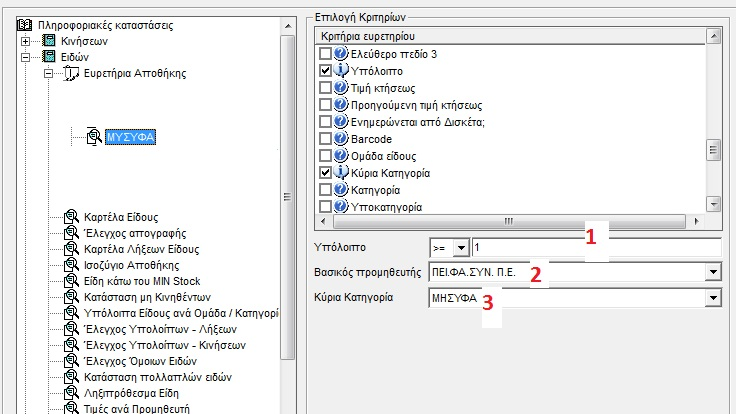 Πληροφοριακές καταστάσεις
Κινήσεων
Ειδών
Ευρετήρια Αποθήκης
ΜΥΣΥΦΑ
Καρτέλα Είδους
Έλεγχος απογραφής
Καρτέλα Λήξεων Είδους
Ισοζύγιο Αποθήκης
Είδη κάτω του MIN Stock
Κατάσταση μη Κινηθέντων
Υπόλοιπα Είδους ανά Ομάδα / Κατηγορί
Έλεγχος Υπολοίπων - Λήξεων
Έλεγχος Υπολοίπων - Κινήσεων
Έλεγχος Όμοιων Ειδών
Κατάσταση πολλαπλών ειδών
Ληξιπρόθεσμα Είδη
Τιμές ανά Προμηθευτή
Επιλογή Κριτηρίων
Κριτήρια ευρετηρίου
Ελεύθερο πεδίο 3
Υπόλοιπο
Τιμή κτήσεως
Προηγούμενη τιμή κτήσεως
Ενημερώνεται από Δισκέτα;
Barcode
Ομάδα είδους
Κύρια Κατηγορία
Κατηγορία
Υποκατηγορία
1
Υπόλοιπο >= 1
Βασικός προμηθευτής ΠΕΙ.ΦΑ.ΣΥΝ. Π.Ε. 2
Κύρια Κατηγορία ΜΗΣΥΦΑ 3